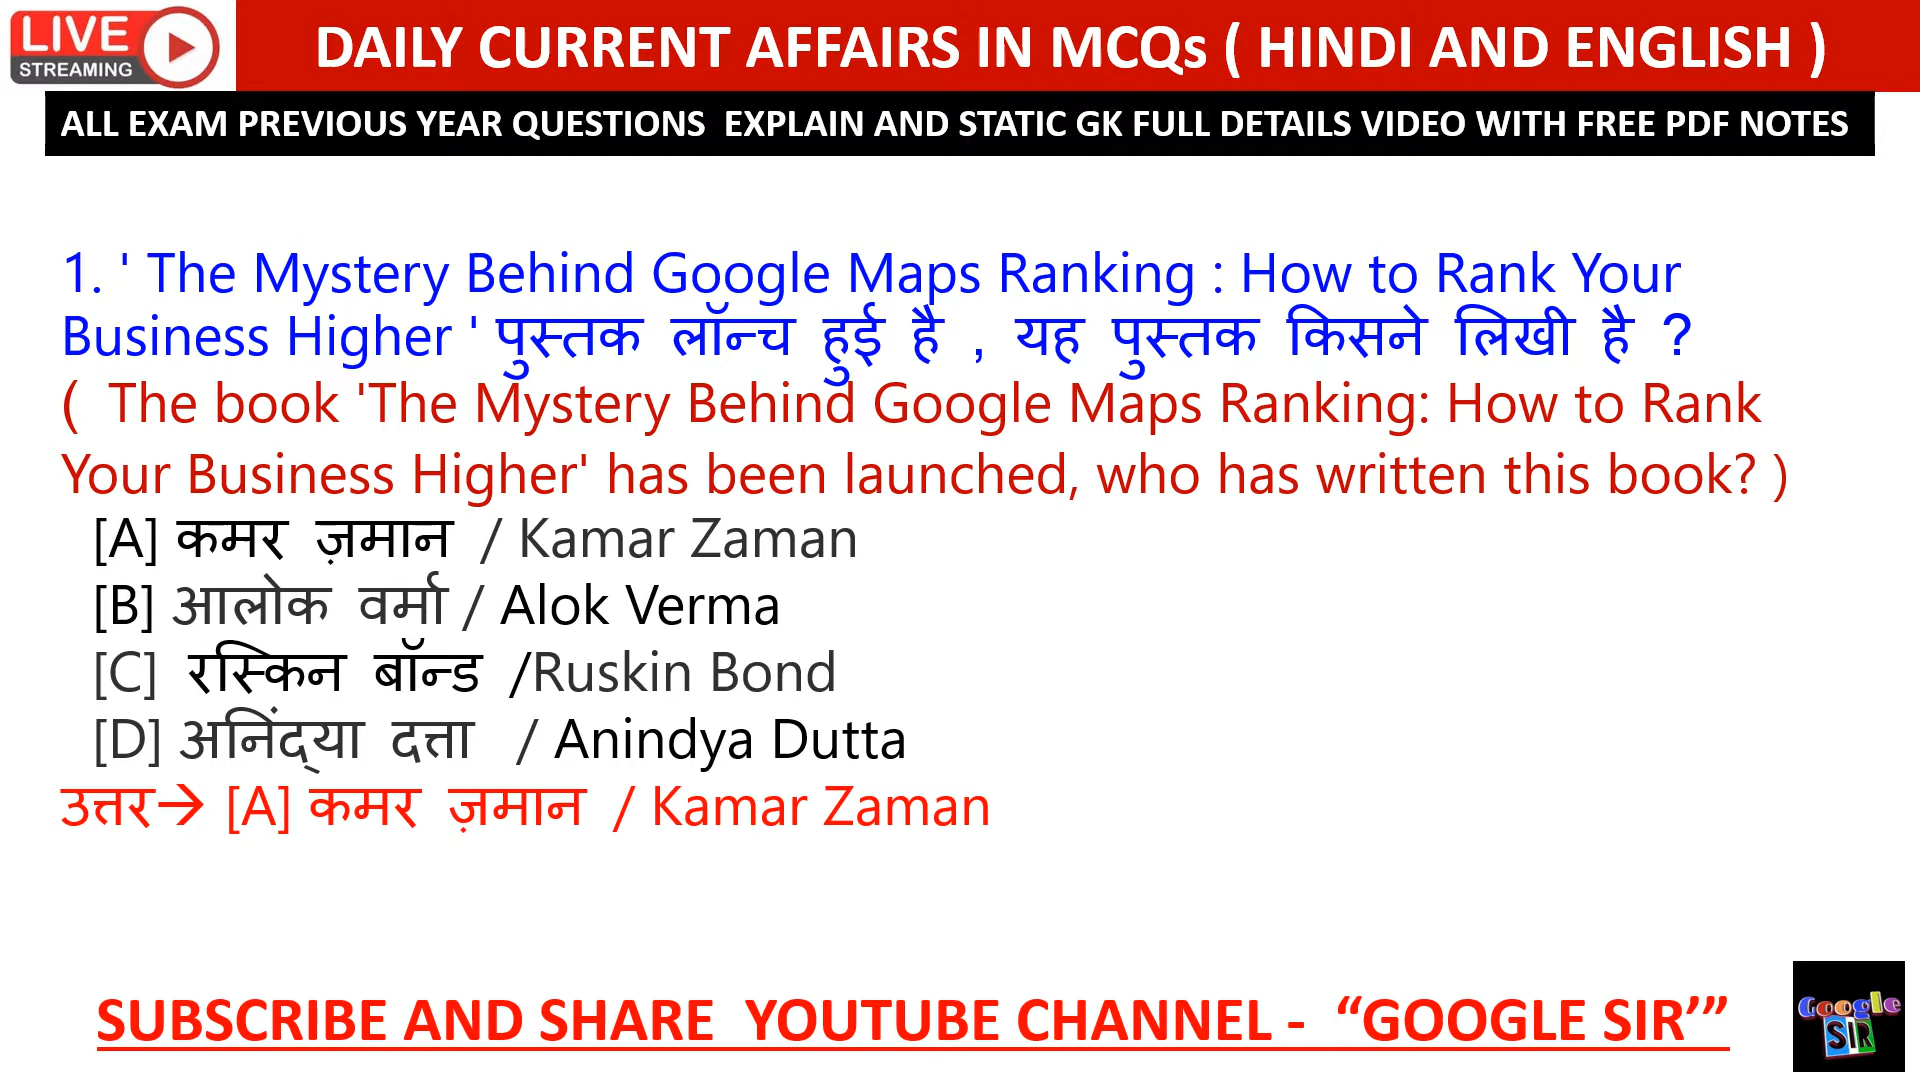 LIVE
STREAMING
DAILY CURRENT AFFAIRS IN MCQs ( HINDI AND ENGLISH )
ALL EXAM PREVIOUS YEAR QUESTIONS  EXPLAIN AND STATIC GK FULL DETAILS VIDEO WITH FREE PDF NOTES
1. ' The Mystery Behind Google Maps Ranking : How to Rank Your
Business Higher ' पुस्तक लॉन्च हुई है , यह पुस्तक किसने लिखी है ?
( The book 'The Mystery Behind Google Maps Ranking: How to Rank
Your Business Higher' has been launched, who has written this book? )
[A] कमर ज़मान / Kamar Zaman
[B] आलोक वर्मा / Alok Verma
[C] रस्किन बॉन्ड /Ruskin Bond
[D] अनिंद्या दत्ता / Anindya Dutta
उत्तर→ [A] कमर ज़मान / Kamar Zaman
SUBSCRIBE AND SHARE  YOUTUBE CHANNEL -  “GOOGLE SIR’”
Google
SIR